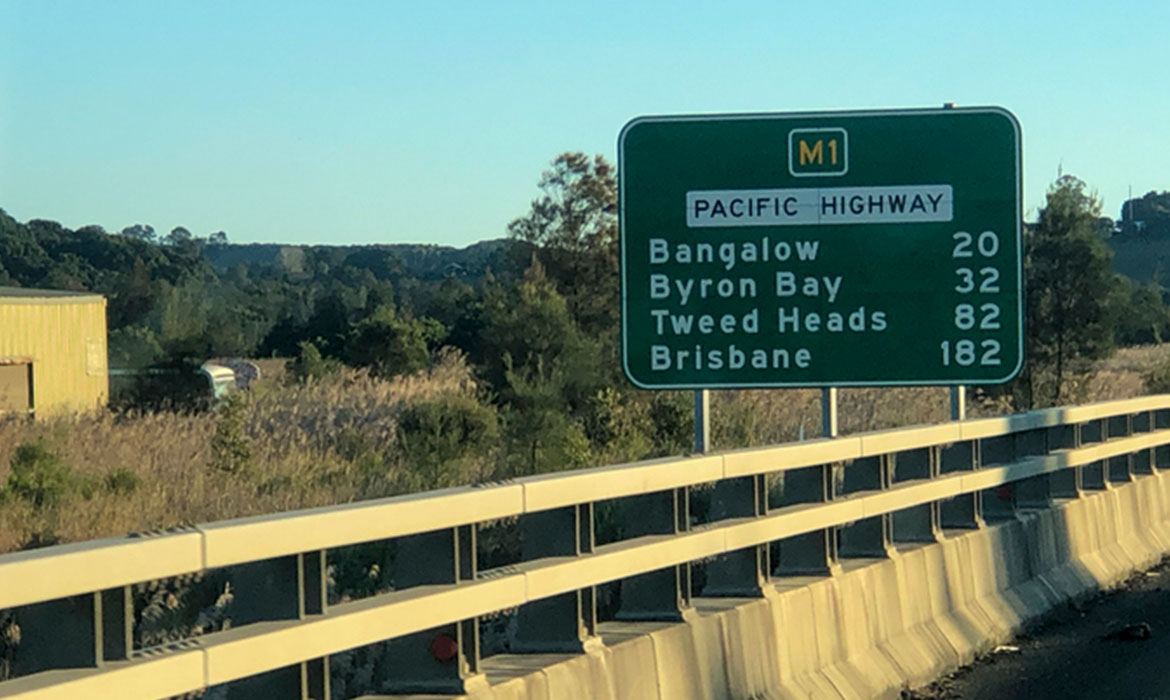 M1
PACIFIC HIGHWAY
Bangalow 20
Byron Bay 32
Tweed Heads 82
Brisbane 182